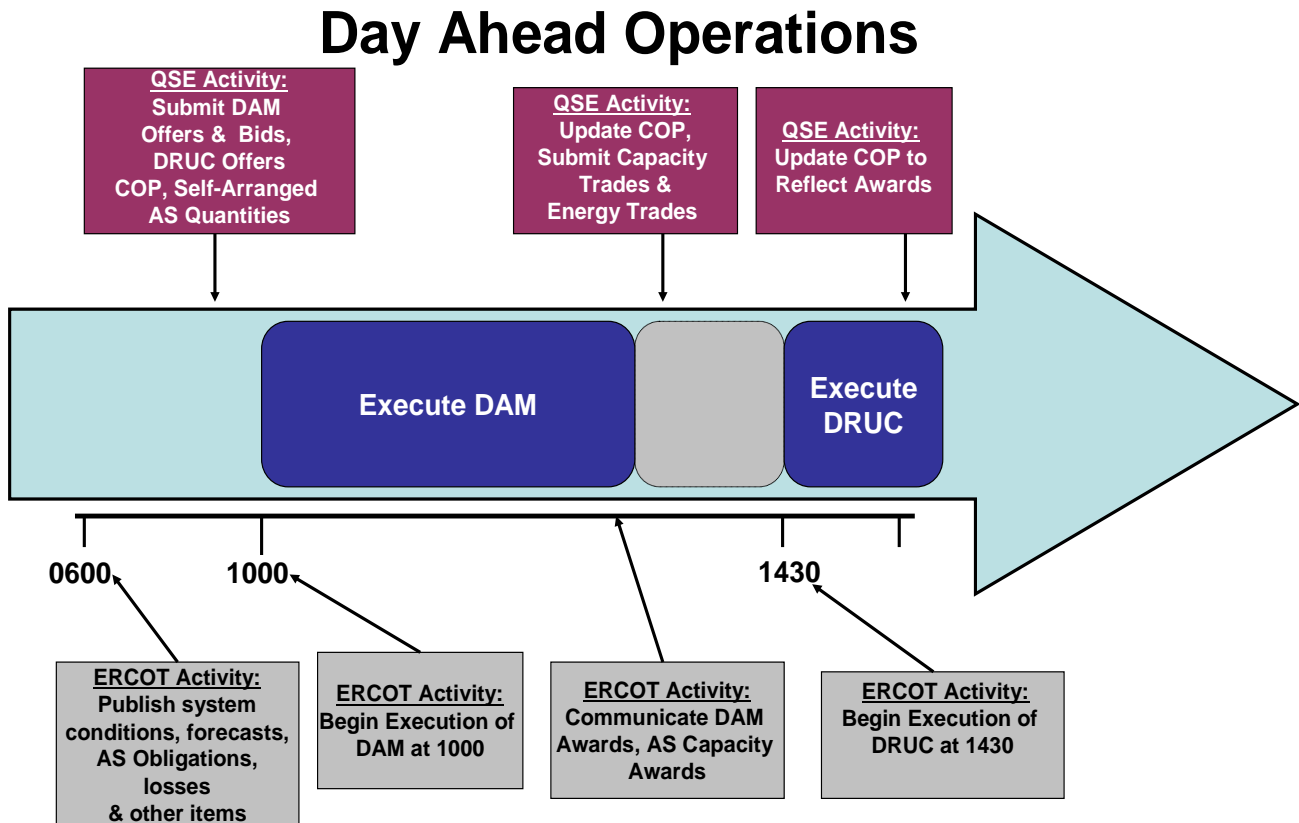 Day Ahead Operations
QSE Activity:
Submit DAM
Offers & Bids,
DRUC Offers
COP, Self-Arranged
AS Quantities
QSE Activity:
Update COP,
Submit Capacity
Trades &
Energy Trades
QSE Activity:
Update COP to
Reflect Awards
Execute DAM
Execute
DRUC
0600
1000
1430
ERCOT Activity:
Publish system
conditions, forecasts,
AS Obligations,
losses
& other items
ERCOT Activity:
Begin Execution of
DAM at 1000
ERCOT Activity:
Communicate DAM
Awards, AS Capacity
Awards
ERCOT Activity:
Begin Execution of
DRUC at 1430